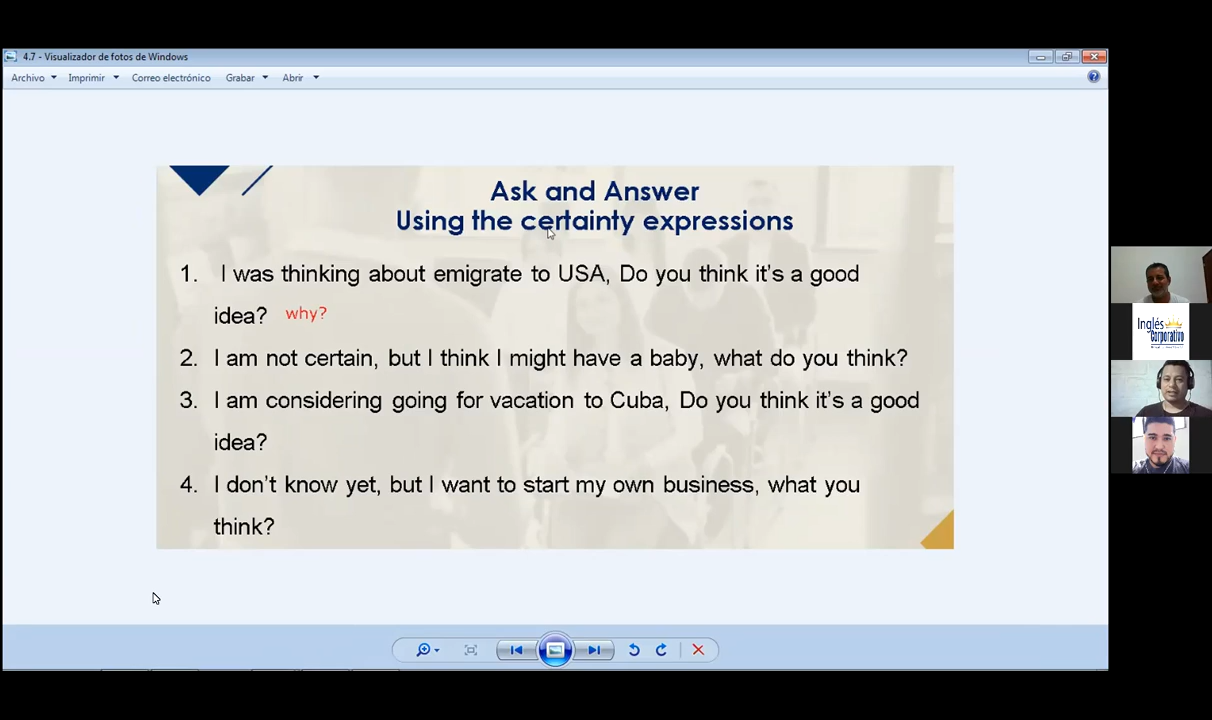 4.7 - Visualizador de fotos de Windows
Archivo Imprimir Correo electrónico Grabar Abrir
Ask and Answer
Using the certainty expressions
1. I was thinking about emigrate to USA, Do you think it's a good
idea? why?
2. I am not certain, but I think I might have a baby, what do you think?
3. I am considering going for vacation to Cuba, Do you think it's a good
idea?
4. I don't know yet, but I want to start my own business, what you
think?
Inglés
Corporativo